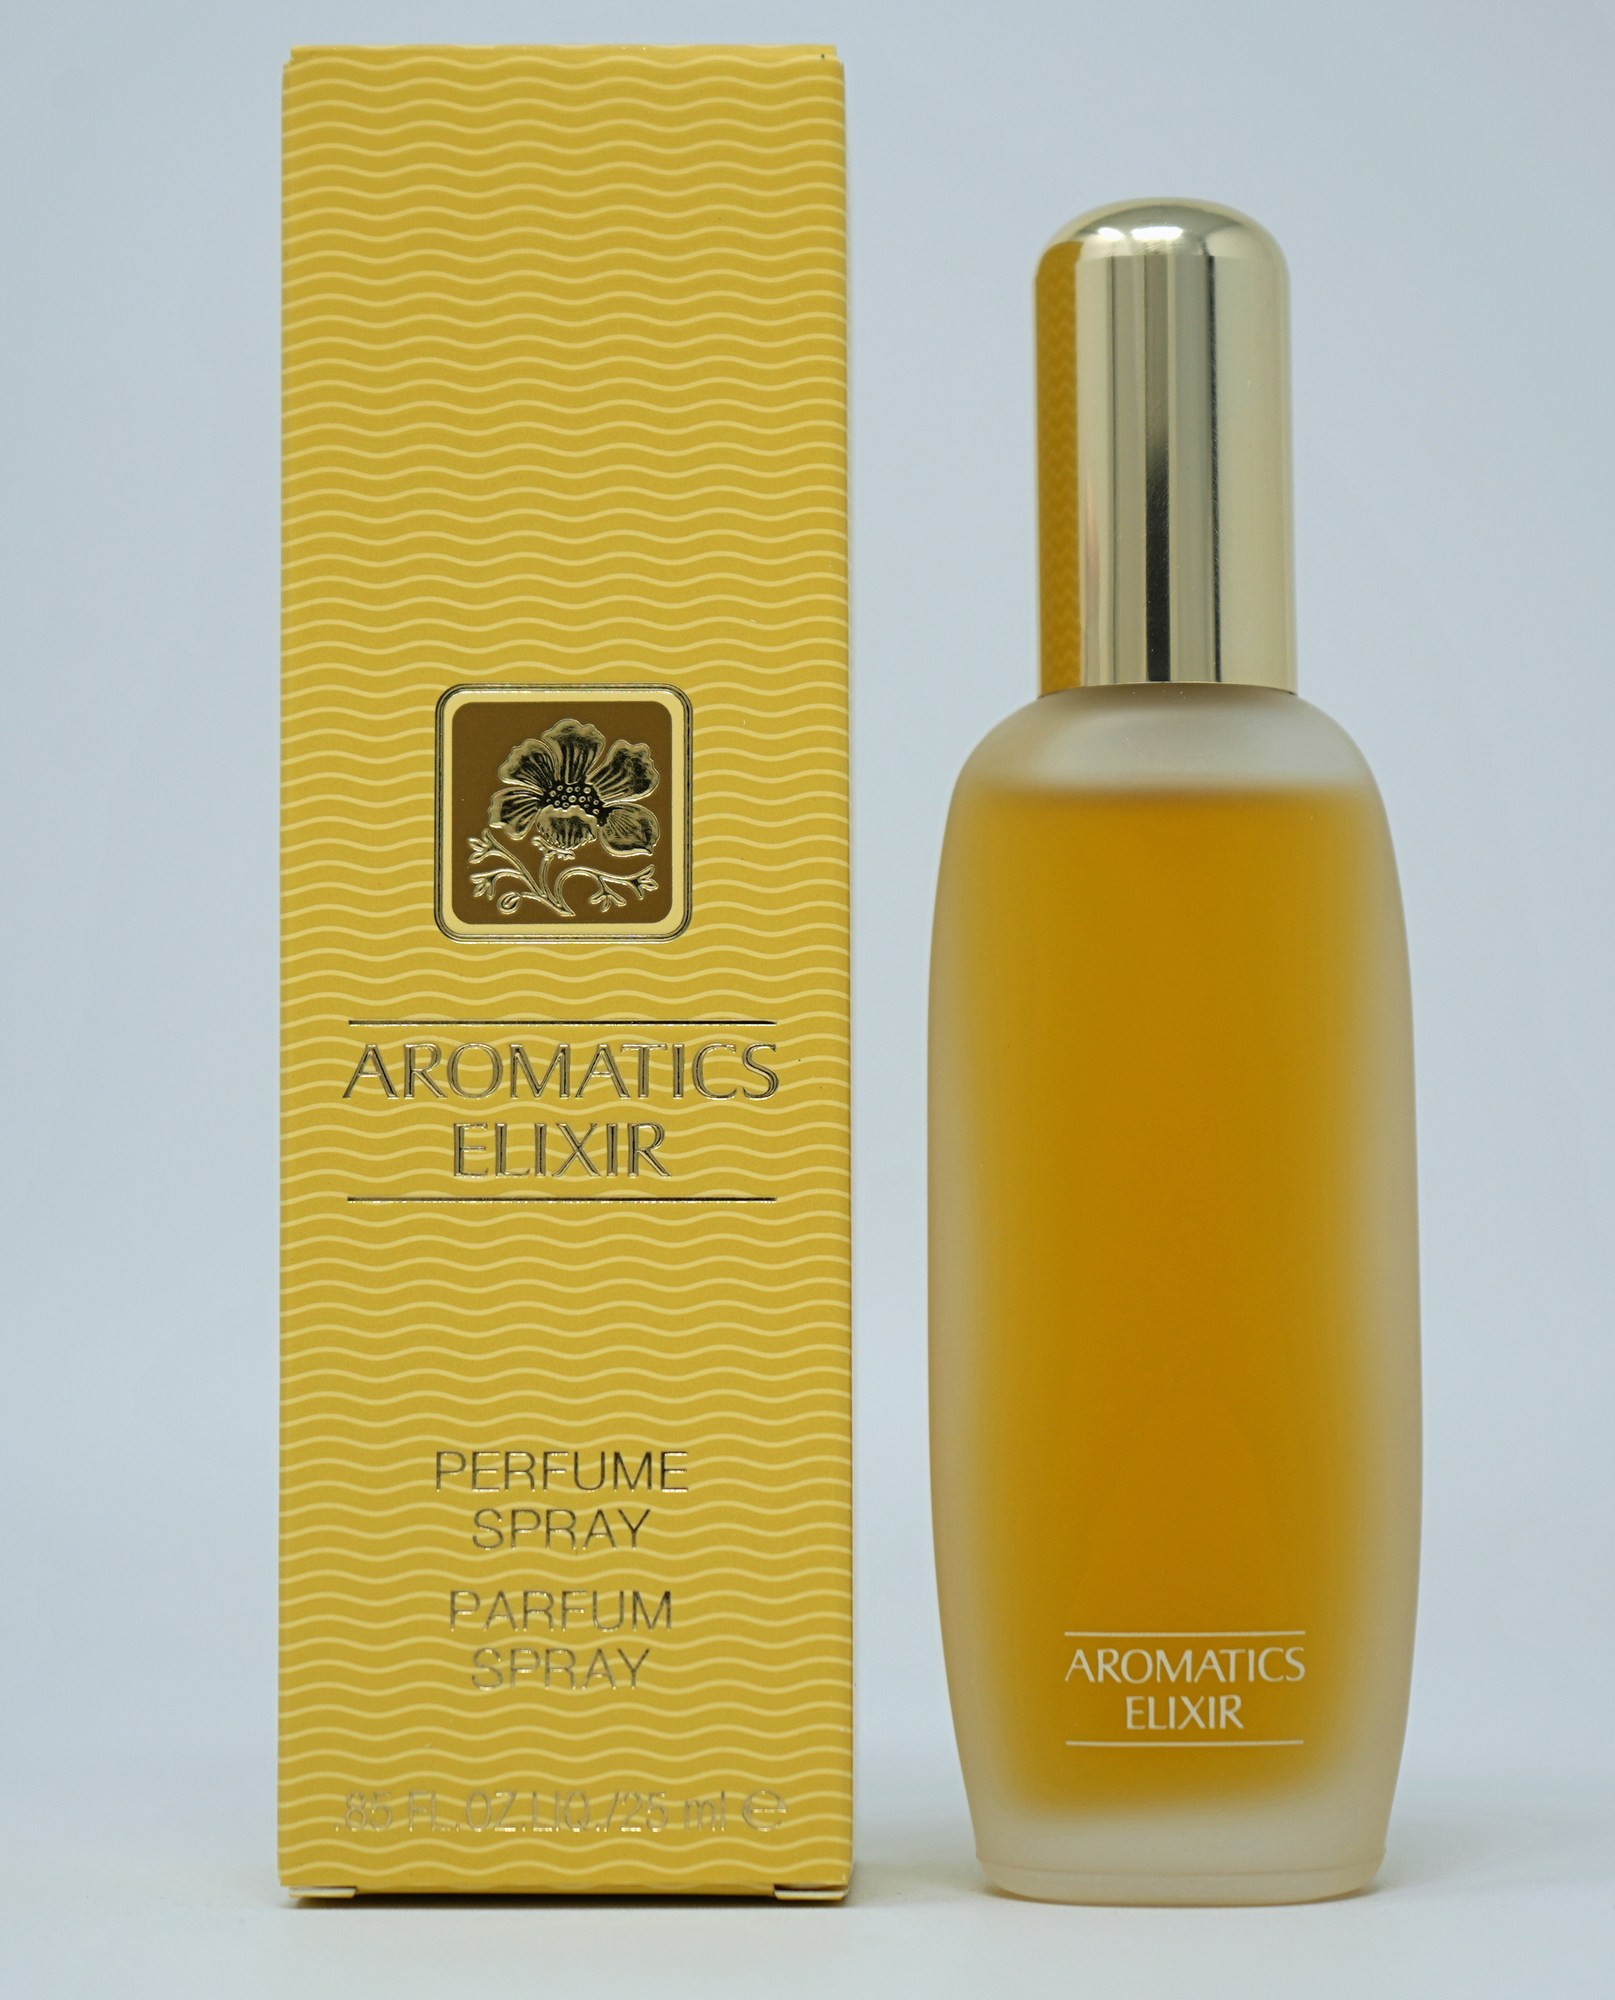 AROMATICS
ELIXIR
PERFUME
SPRAY
PARFUM
SPRAY
.85 FL.OZ.LIQ./25 ml ℮
AROMATICS
ELIXIR